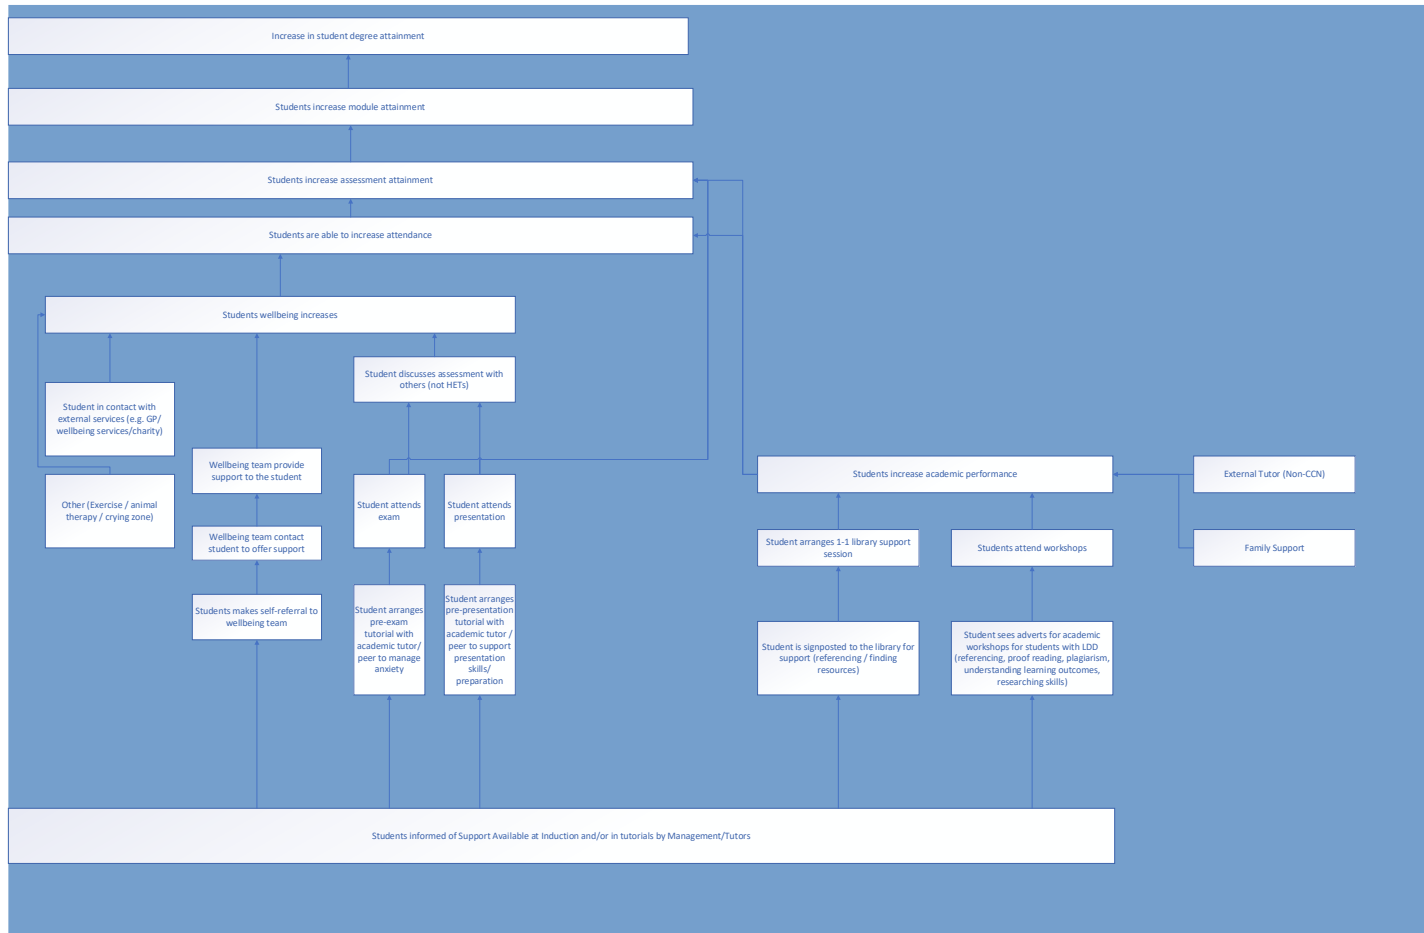 Increase in student degree attainment
Students increase module attainment
Students increase assessment attainment
Students are able to increase attendance
Students wellbeing increases
Student discusses assessment with
others (not HETs)
Student in contact with
external services (e.g. GP/
wellbeing services/charity)
Wellbeing team provide
support to the student
Students increase academic performance
External Tutor (Non-CCN)
Other (Exercise / animal
therapy / crying zone)
Student attends
exam
Student attends
presentation
Wellbeing team contact
student to offer support
Student arranges 1-1 library support
session
Students attend workshops
Family Support
Students makes self-referral to
wellbeing team
Student arranges
pre-exam
tutorial with
academic tutor/
peer to manage
anxiety
Student arranges
pre-presentation
tutorial with
academic tutor /
peer to support
presentation
skills/
preparation
Student is signposted to the library for
support (referencing / finding
resources)
Student sees adverts for academic
workshops for students with LDD
(referencing, proof reading, plagiarism,
understanding learning outcomes,
researching skills)
Students informed of Support Available at Induction and/or in tutorials by Management/Tutors